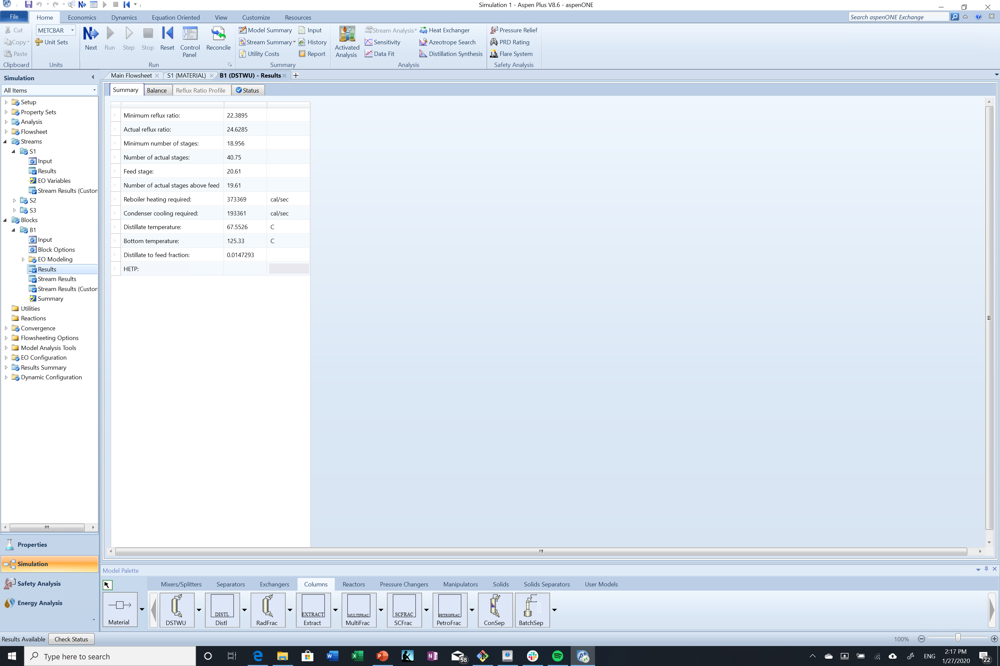 Simulation 1 - Aspen Plus V8.6 - aspenONE
File Home Economics Dynamics Equation Oriented View Customize Resources Search aspenONE Exchange
Cut METCBAR Model Summary Input Stream Analysis Heat Exchanger Pressure Relief
Copy Unit Sets Stream Summary History Sensitivity Azeotrope Search PRD Rating
Next Run Step Stop Reset Control Panel Reconcile Activated Analysis
Paste Utility Costs Report Data Fit Distillation Synthesis Flare System
Clipboard Units Run Summary Analysis Safety Analysis
Simulation
All Items
Setup
Property Sets
Analysis
Flowsheet
Streams
S1
Input
Results
EO Variables
Stream Results (Custor
S2
S3
Blocks
B1
Input
Block Options
EO Modeling
Results
Stream Results
Stream Results (Custor
Summary
Utilities
Reactions
Convergence
Flowsheeting Options
Model Analysis Tools
EO Configuration
Results Summary
Dynamic Configuration
Properties
Simulation
Safety Analysis
Energy Analysis
Main Flowsheet S1 (MATERIAL) B1 (DSTWU) - Results
Summary Balance Reflux Ratio Profile Status
Minimum reflux ratio: 22.3895
Actual reflux ratio: 24.6285
Minimum number of stages: 18.956
Number of actual stages: 40.75
Feed stage: 20.61
Number of actual stages above feed 19.61
Reboiler heating required: 373369 cal/sec
Condenser cooling required: 193361 cal/sec
Distillate temperature: 67.5526 C
Bottom temperature: 125.33 C
Distillate to feed fraction: 0.0147293
HETP:
Model Palette
Mixers/Splitters Separators Exchangers Columns Reactors Pressure Changers Manipulators Solids Solids Separators User Models
DISTL EXTRACT MULTIFRAC SCFRAC PETROFRAC
Material DSTWU Distl RadFrac Extract MultiFrac SCFrac PetroFrac ConSep BatchSep
Results Available Check Status 100%
Type here to search 58 ENG 2:17 PM
1/27/2020 22